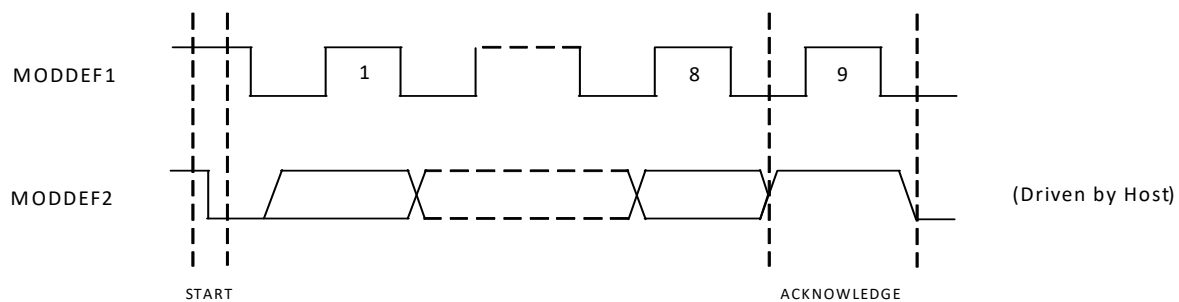 MODDEF1
1
8
9
MODDEF2
(Driven by Host)
START
ACKNOWLEDGE